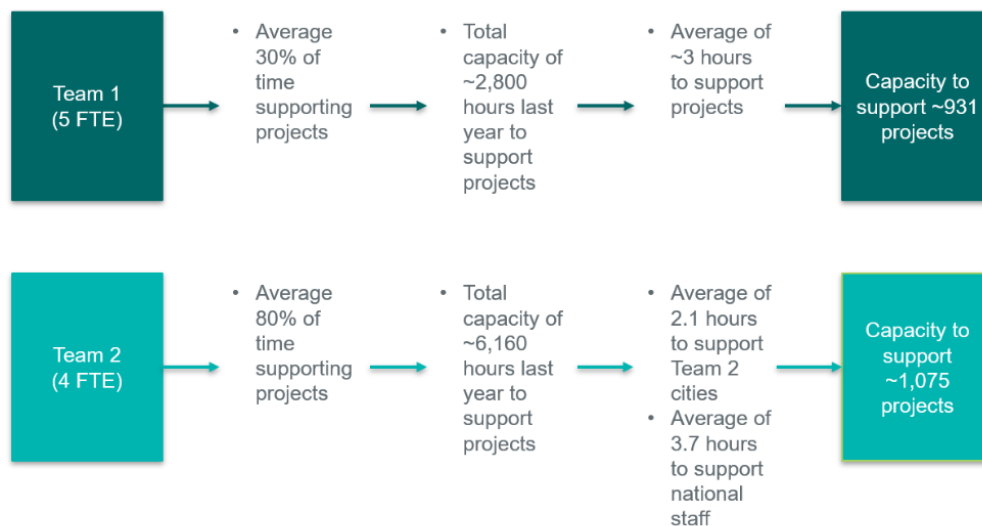 Team 1
(5 FTE)
• Average
30% of
time
supporting
projects
• Total
capacity of
~2,800
hours last
year to
support
projects
• Average of
~3 hours
to support
projects
Capacity to
support ~931
projects
Team 2
(4 FTE)
• Average
80% of
time
supporting
projects
• Total
capacity of
~6,160
hours last
year to
support
projects
• Average of
2.1 hours
to support
Team 2
cities
• Average of
3.7 hours
to support
national
staff
Capacity to
support
~1,075
projects